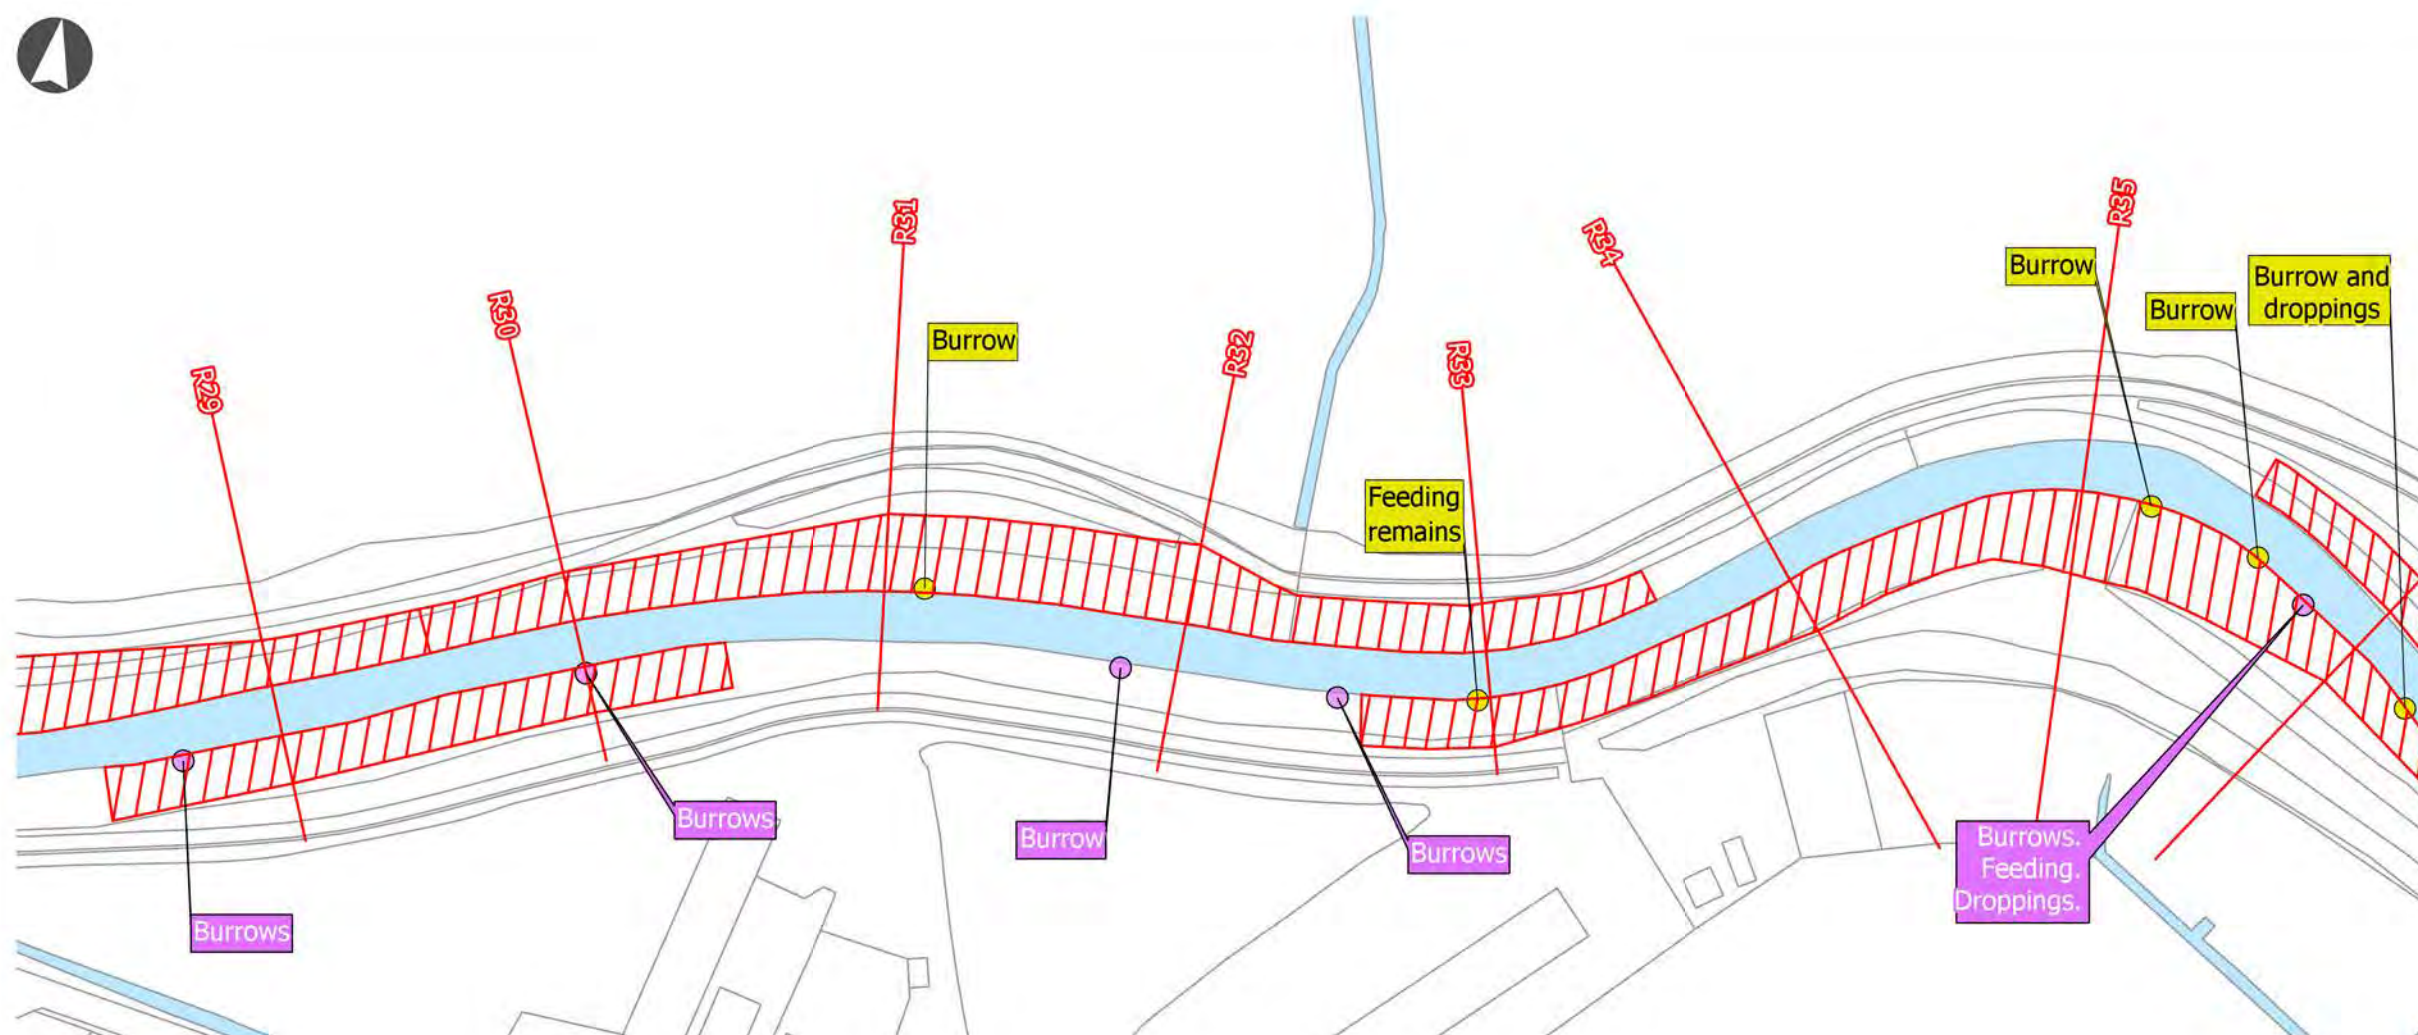 R35
R31
R34
Burrow
Burrow and
droppings
Burrow
R30
Burrow
R32
R33
R29
Feeding
remains
Burrows
Burrow
Burrows
Burrows.
Feeding.
Droppings.
Burrows